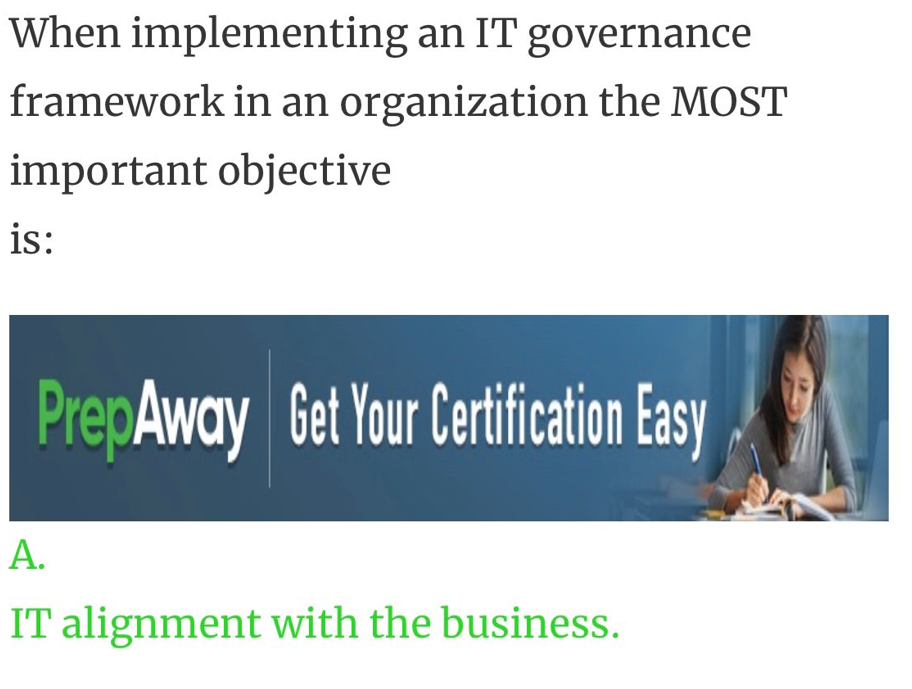 When implementing an IT governance
framework in an organization the MOST
important objective
is:
PrepAway Get Your Certification Easy
A.
IT alignment with the business.